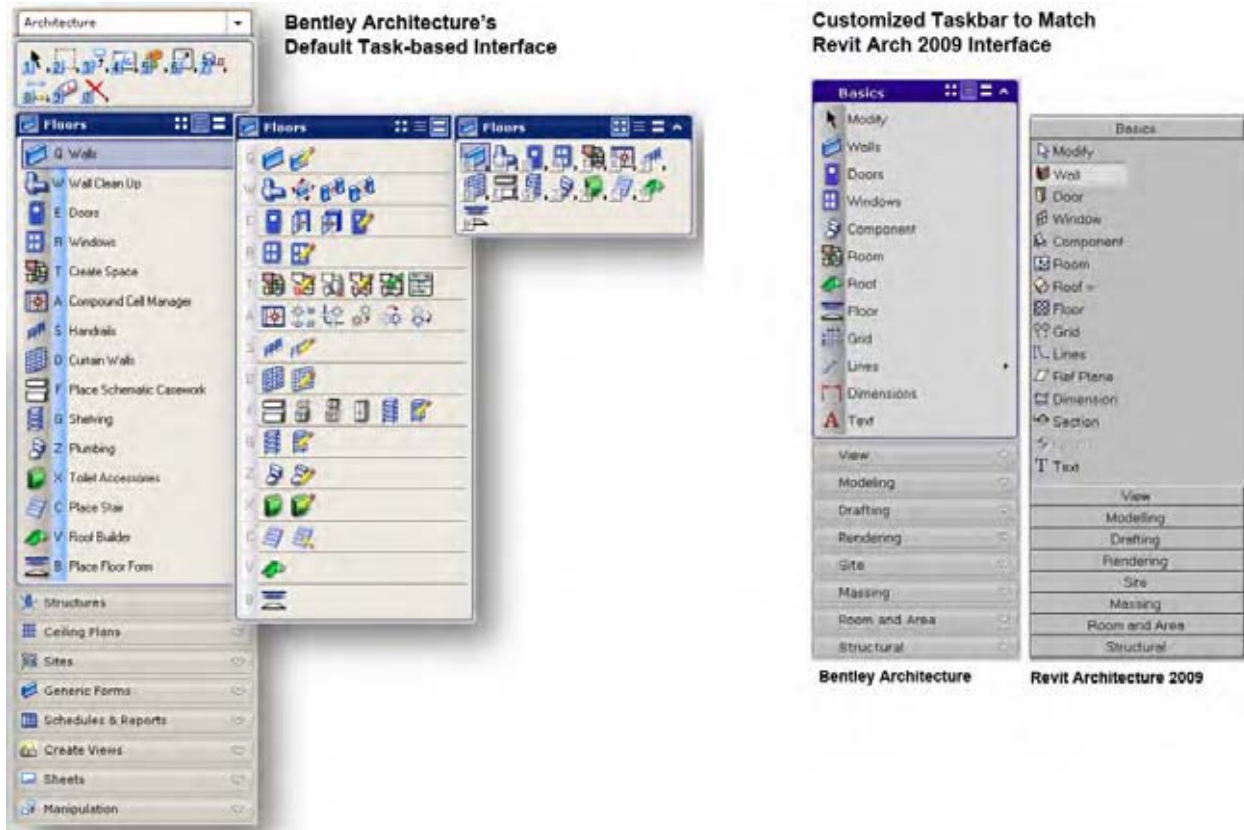 Architecture
Bentley Architecture's
Default Task-based Interface
Floors
Q Walls
W Wall Clean Up
E Doors
R Windows
T Create Space
A Compound Cell Manager
S Handrails
D Curtain Walls
F Place Schematic Casework
G Shelving
Z Plumbing
X Toilet Accessories
C Place Stair
V Roof Builder
B Place Floor Form
Structures
Ceiling Plans
Sites
Generic Forms
Schedules & Reports
Create Views
Sheets
Manipulation
Floors
Floors
Customized Taskbar to Match
Revit Arch 2009 Interface
Basics
Modify
Walls
Doors
Windows
Component
Room
Roof
Floor
Grid
Lines
Dimensions
Text
View
Modeling
Drafting
Rendering
Site
Massing
Room and Area
Structural
Bentley Architecture
Basics
Modify
Wall
Door
Window
Component
Room
Roof
Floor
Grid
Lines
Ref Plane
Dimension
Section
Text
View
Modelling
Drafting
Rendering
Site
Massing
Room and Area
Structural
Revit Architecture 2009